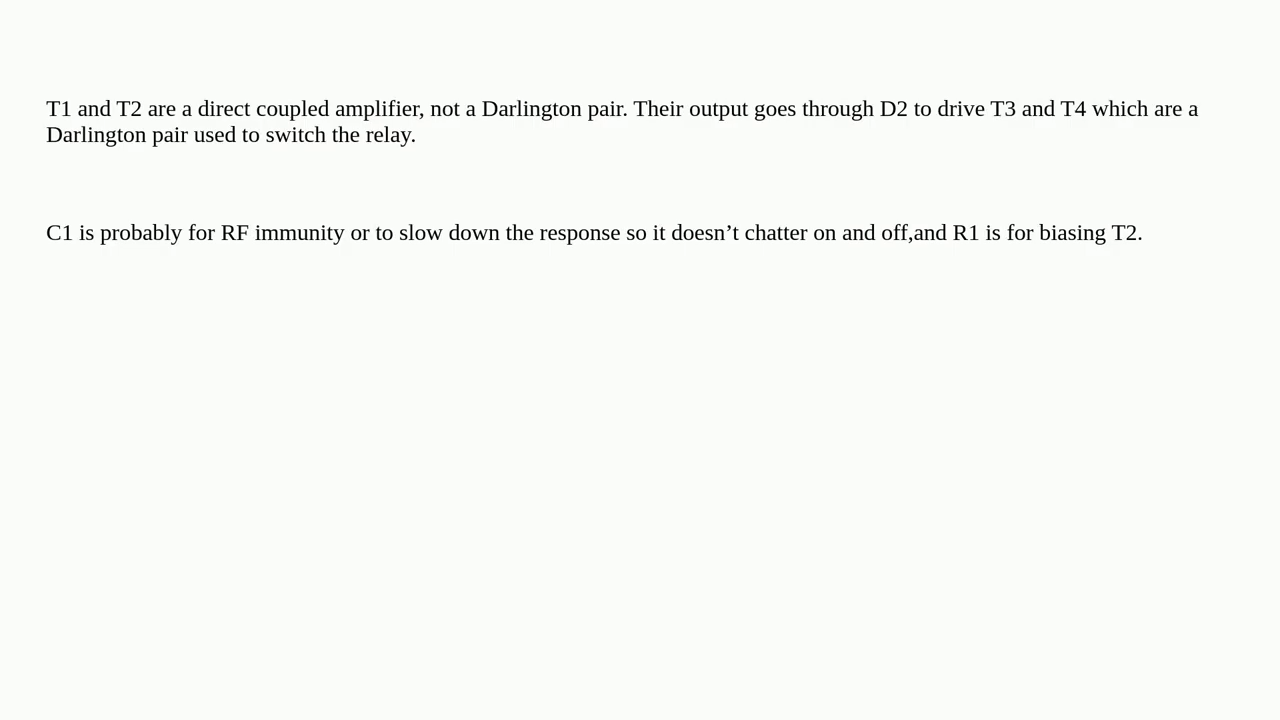 T1 and T2 are a direct coupled amplifier, not a Darlington pair. Their output goes through D2 to drive T3 and T4 which are a
Darlington pair used to switch the relay.
C1 is probably for RF immunity or to slow down the response so it doesn’t chatter on and off,and R1 is for biasing T2.